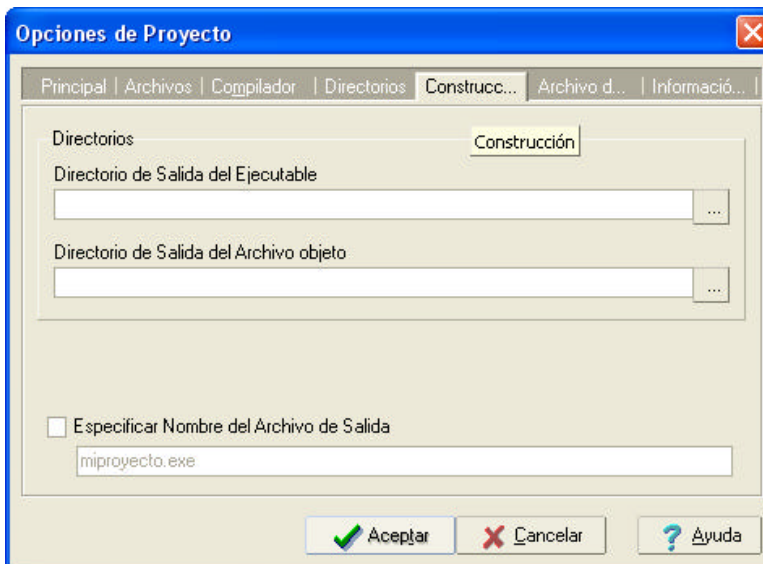 Opciones de Proyecto
Principal | Archivos | Compilador | Directorios Construcc... Archivo d... | Informació... |
Directorios
Construcción
Directorio de Salida del Ejecutable
...
Directorio de Salida del Archivo objeto
...
Especificar Nombre del Archivo de Salida
miproyecto.exe
Aceptar Cancelar Ayuda